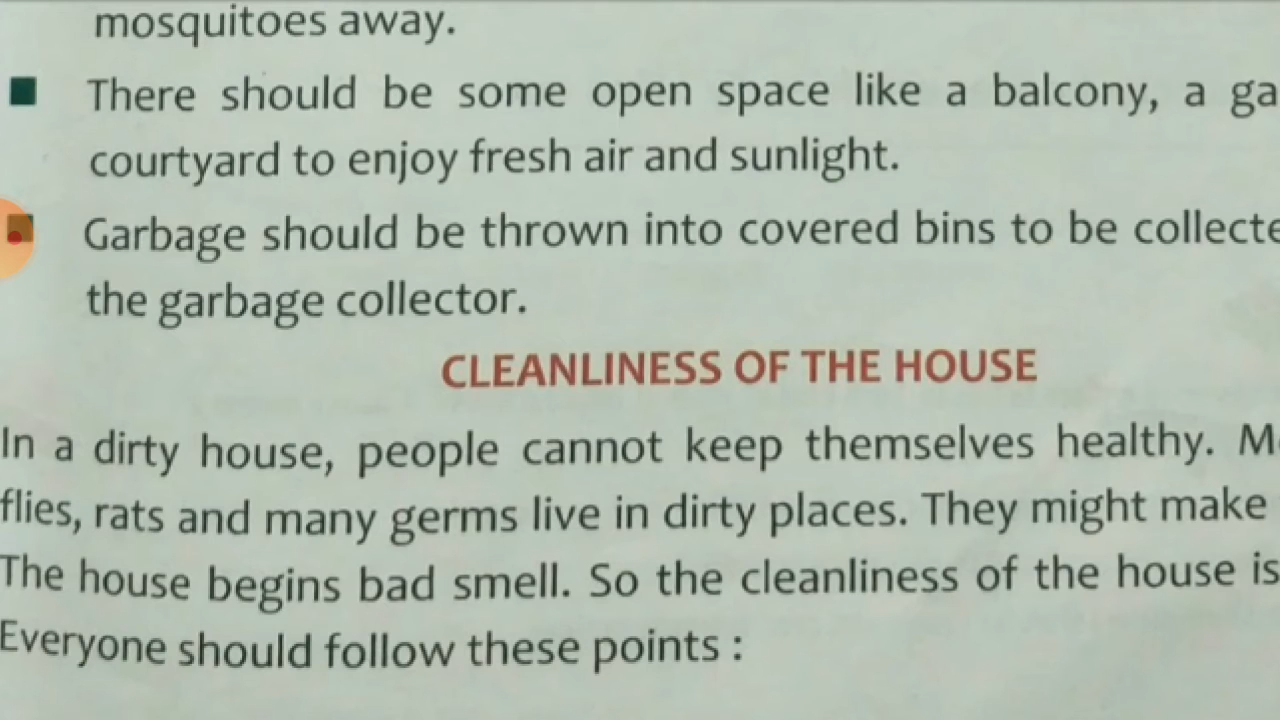 mosquitoes away.
There should be some open space like a balcony, a
courtyard to enjoy fresh air and sunlight.
Garbage should be thrown into covered bins to be
the garbage collector.
CLEANLINESS OF THE HOUSE
In a dirty house, people cannot keep themselves healthy.
flies, rats and many germs live in dirty places. They might make
The house begins bad smell. So the cleanliness of the house is
Everyone should follow these points :